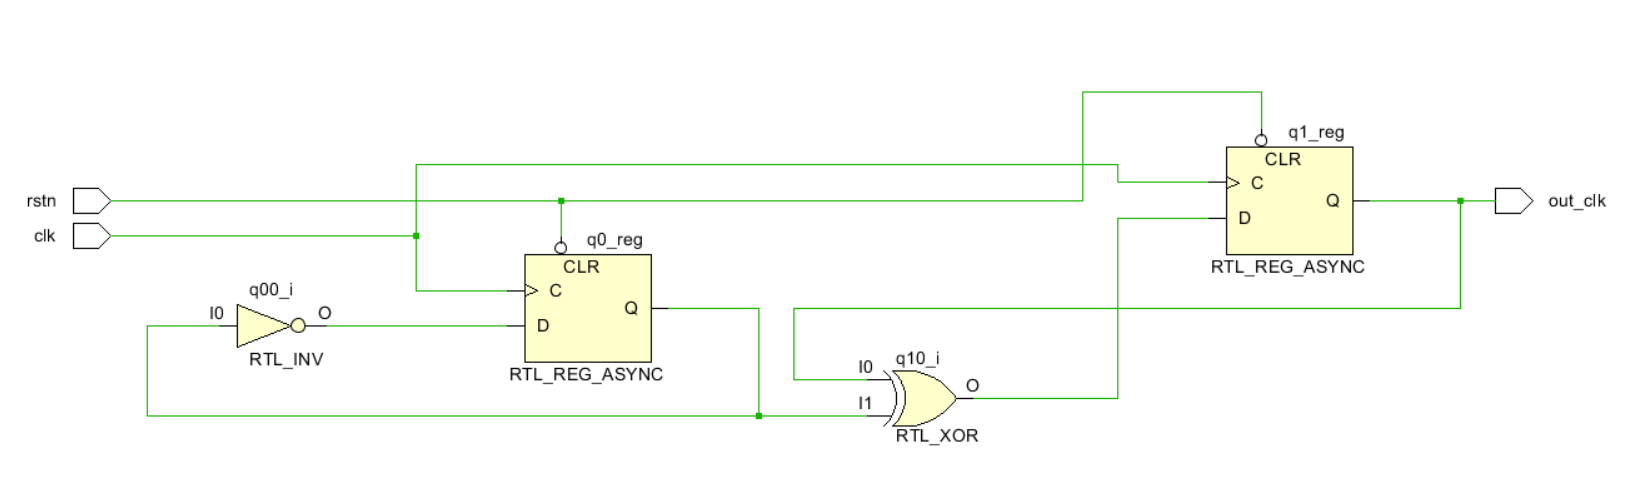 q1_reg
CLR
rstn
C
Q
out_clk
clk
D
q0_reg
CLR
RTL_REG_ASYNC
q00_i
C
I0
O
Q
D
RTL_INV
q10_i
I0
RTL_REG_ASYNC
O
I1
RTL_XOR